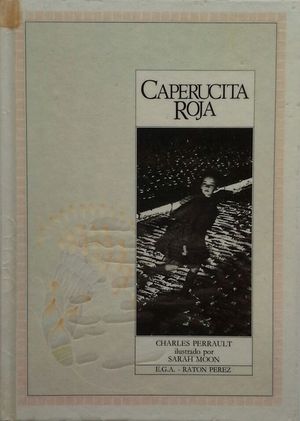 CAPERUCITA
ROJA
CHARLES PERRAULT
ilustrado por
SARAH MOON
E.G.A. - RATON PEREZ